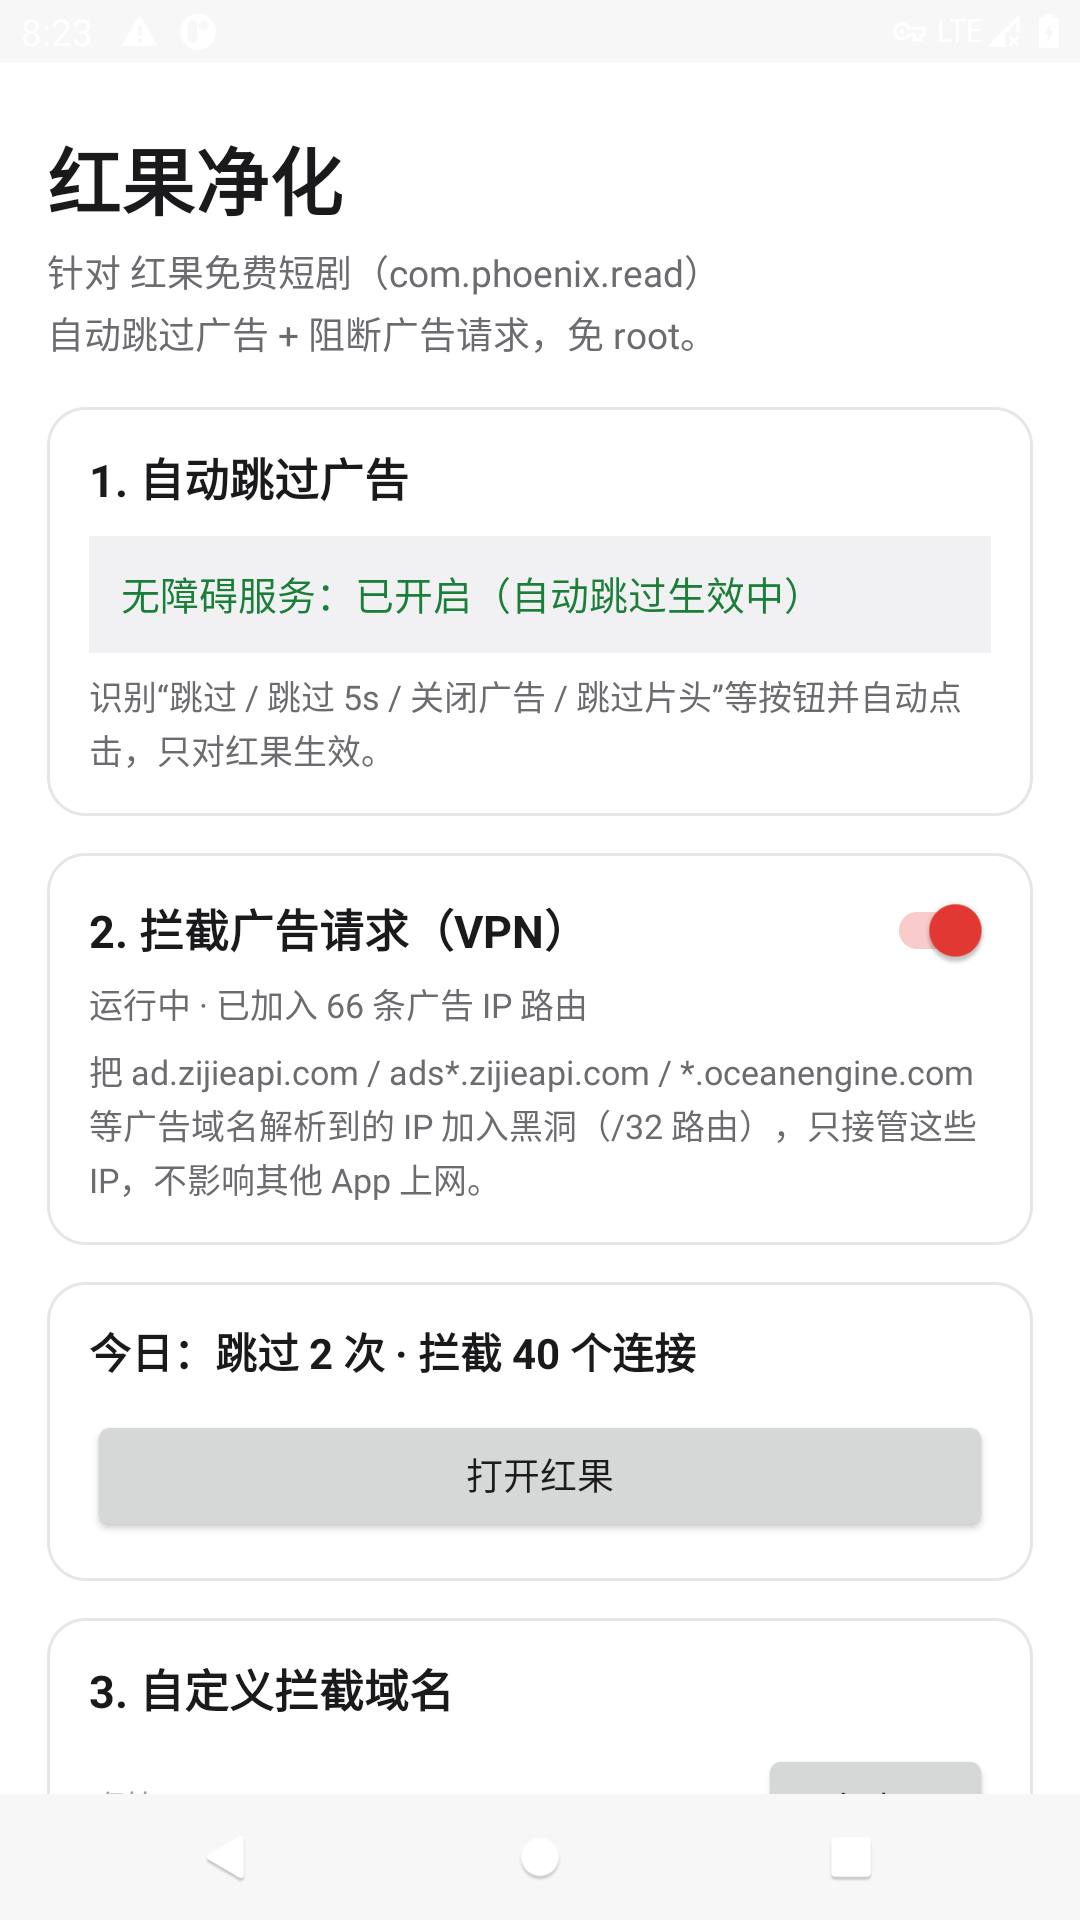 8:23
LTE
红果净化
针对 红果免费短剧（com.phoenix.read）
自动跳过广告 + 阻断广告请求，免 root。
1. 自动跳过广告
无障碍服务：已开启（自动跳过生效中）
识别“跳过 / 跳过 5s / 关闭广告 / 跳过片头”等按钮并自动点
击，只对红果生效。
2. 拦截广告请求（VPN）
运行中 · 已加入 66 条广告 IP 路由
把 ad.zijieapi.com / ads*.zijieapi.com / *.oceanengine.com
等广告域名解析到的 IP 加入黑洞（/32 路由），只接管这些
IP，不影响其他 App 上网。
今日：跳过 2 次 · 拦截 40 个连接
打开红果
3. 自定义拦截域名